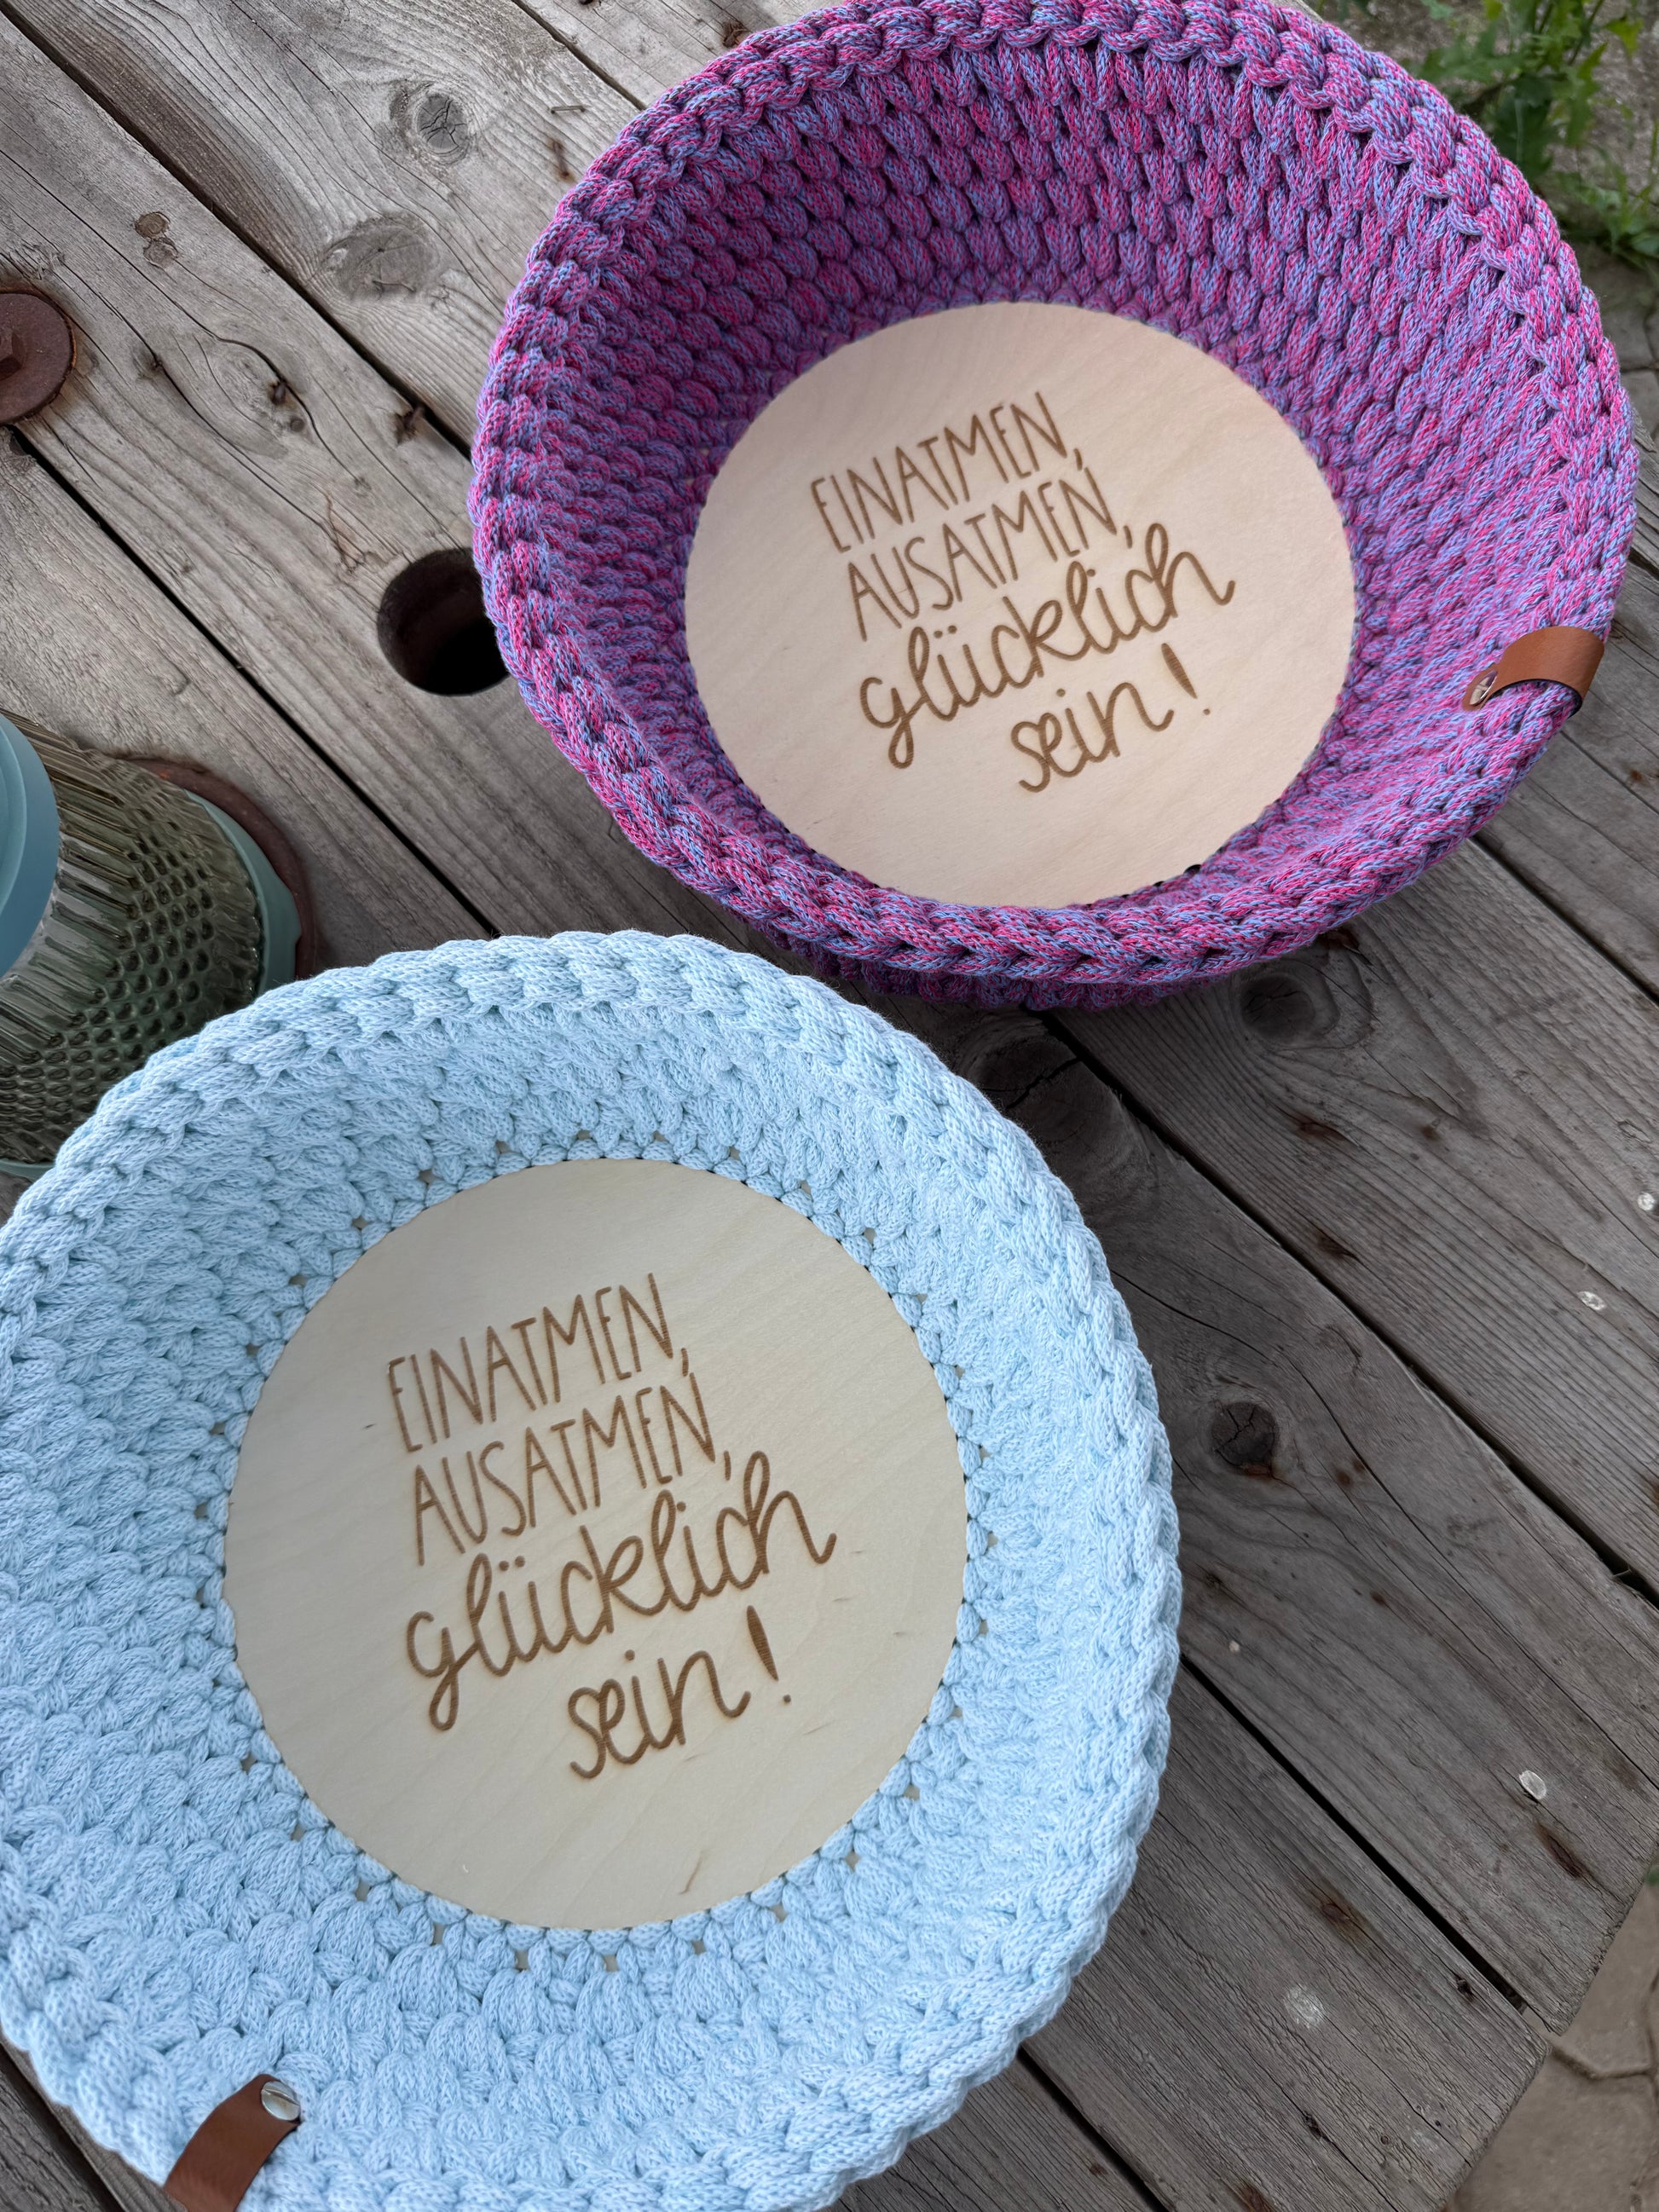 EINATMEN,
AUSATMEN,
glücklich
sein!
EINATMEN,
AUSATMEN,
glücklich
sein!